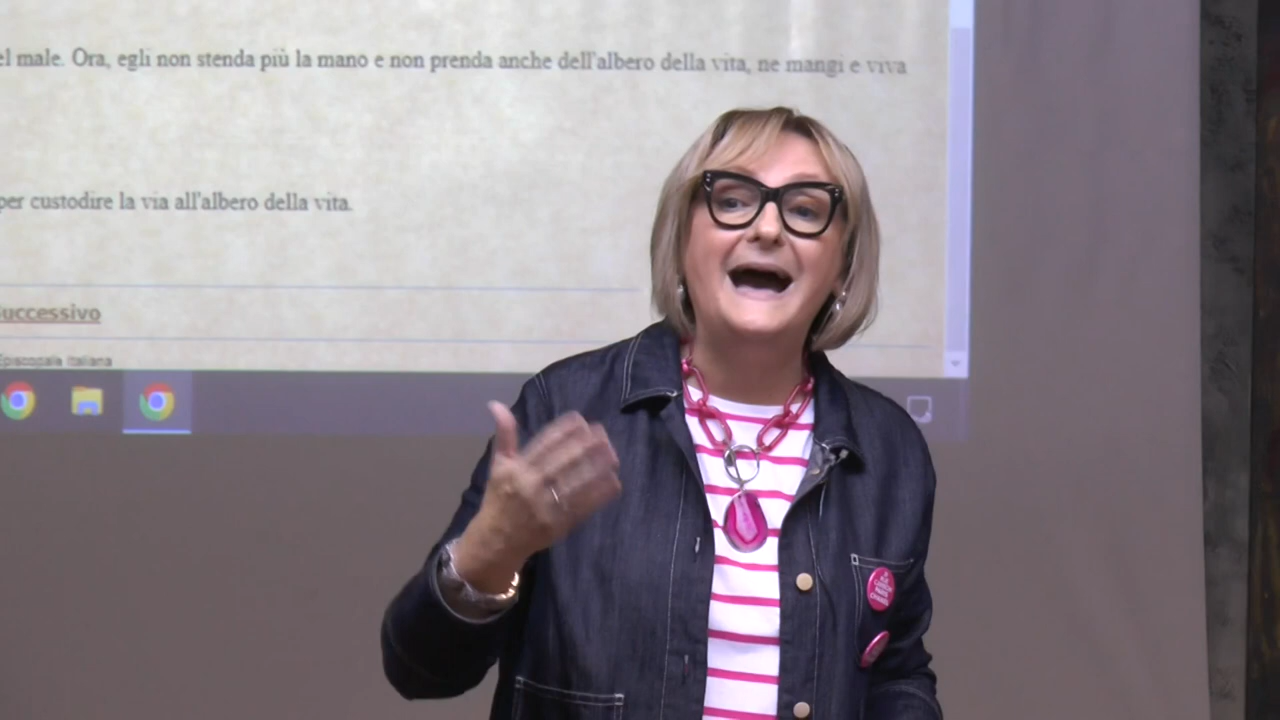 el male. Ora, egli non stenda più la mano e non prenda anche dell'albero della vita, ne mangi e viva
per custodire la via all'albero della vita.
uccessivo
Episcopale Italiana